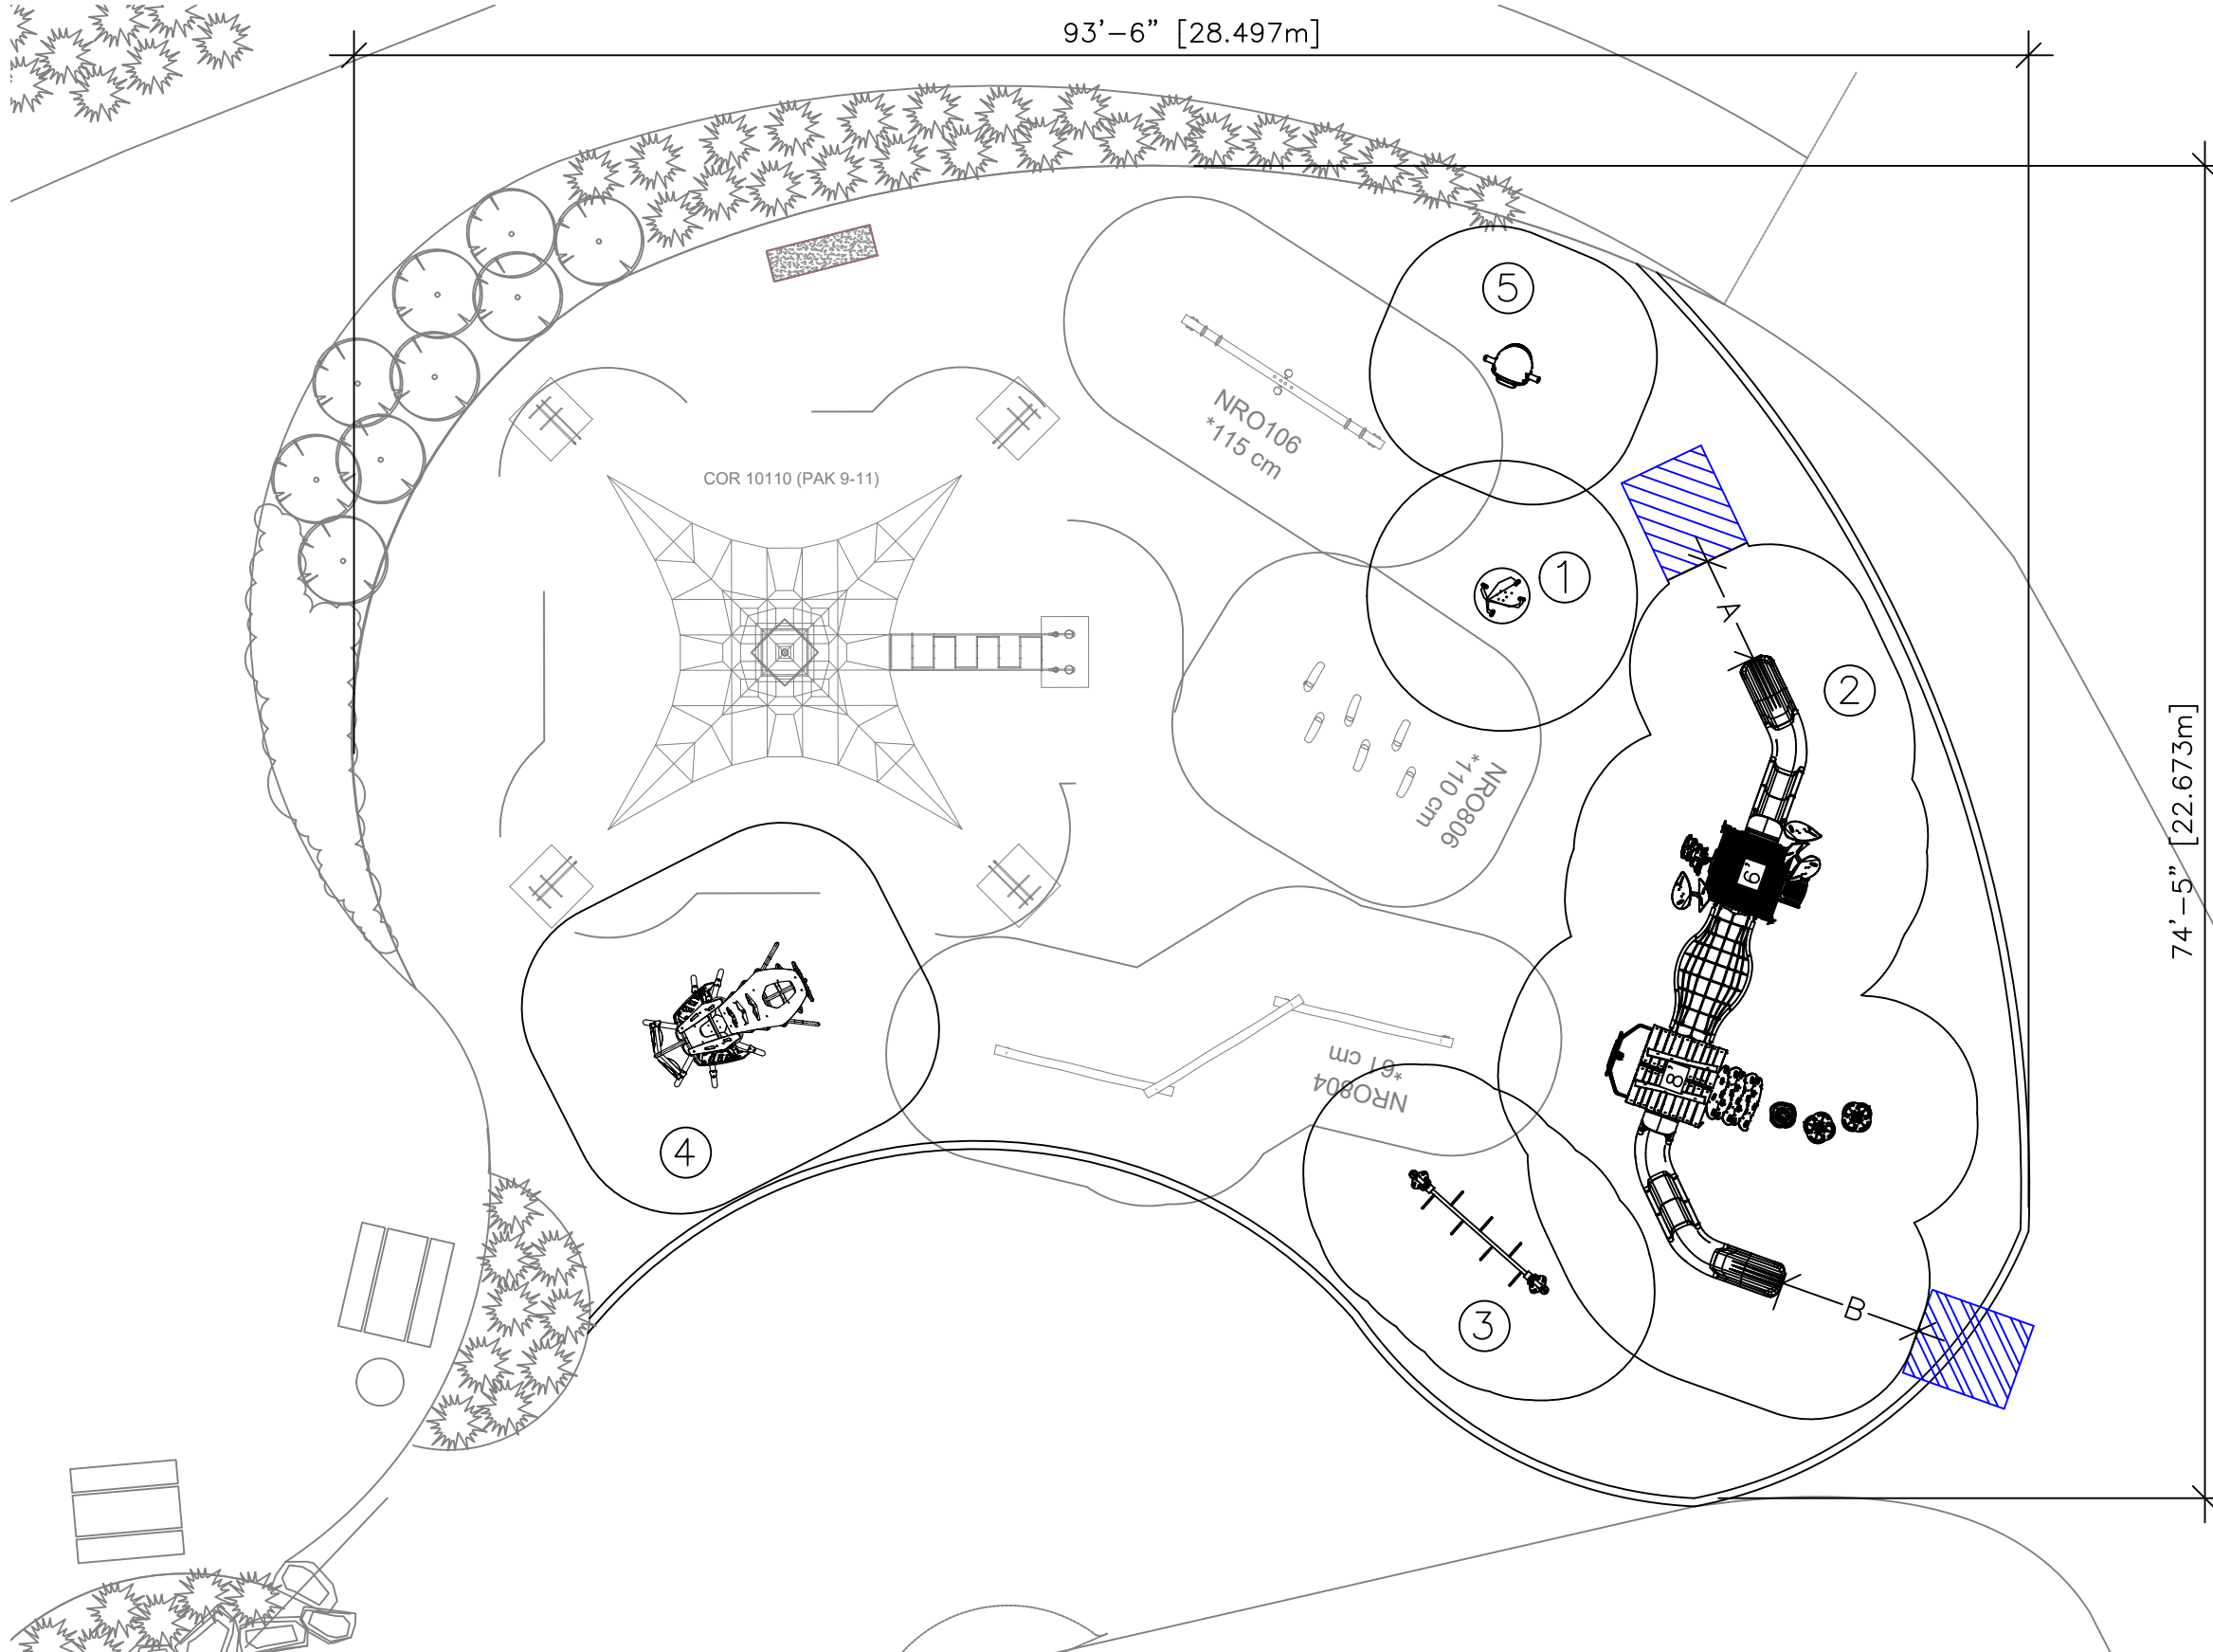 93'-6" [28.497m]
5
NRO106
*115 cm
COR 10110 (PAK 9-11)
1
A
2
74'-5" [22.673m]
NRO806
*110 cm
6'
8'
NRO804
*61 cm
4
B
3